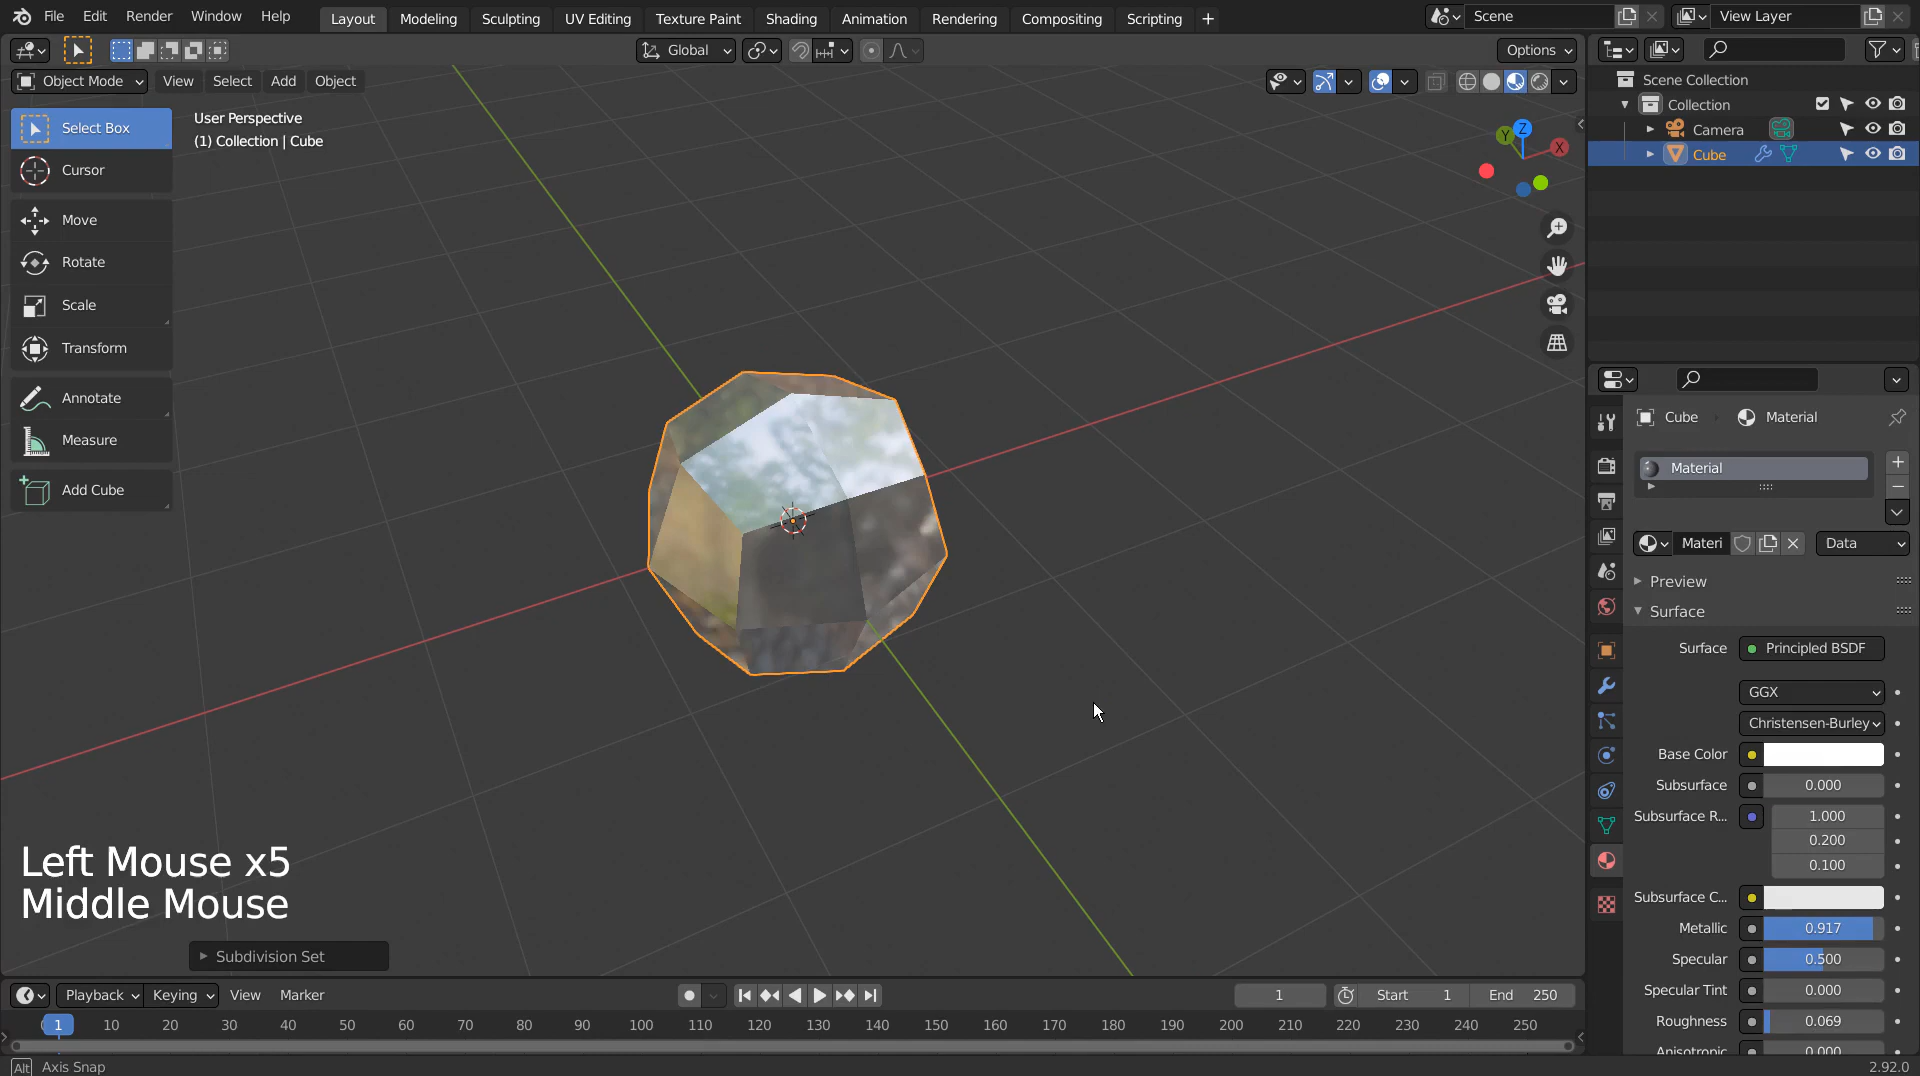 File Edit Render Window Help Layout Modeling Sculpting UV Editing Texture Paint Shading Animation Rendering Compositing Scripting + Scene View Layer
Global Options
Object Mode View Select Add Object
User Perspective
(1) Collection | Cube
Select Box
Cursor
Move
Rotate
Scale
Transform
Annotate
Measure
Add Cube
Z
Y
X
Left Mouse x5
Middle Mouse
Subdivision Set
Scene Collection
Collection
Camera
Cube
Cube Material
Material
Materi Data
Preview
Surface
Surface Principled BSDF
GGX
Christensen-Burley
Base Color
Subsurface 0.000
Subsurface R... 1.000
0.200
0.100
Subsurface C...
Metallic 0.917
Specular 0.500
Specular Tint 0.000
Roughness 0.069
Anisotropic 0.000
Playback Keying View Marker 1 Start 1 End 250
1 10 20 30 40 50 60 70 80 90 100 110 120 130 140 150 160 170 180 190 200 210 220 230 240 250
Alt Axis Snap 2.92.0